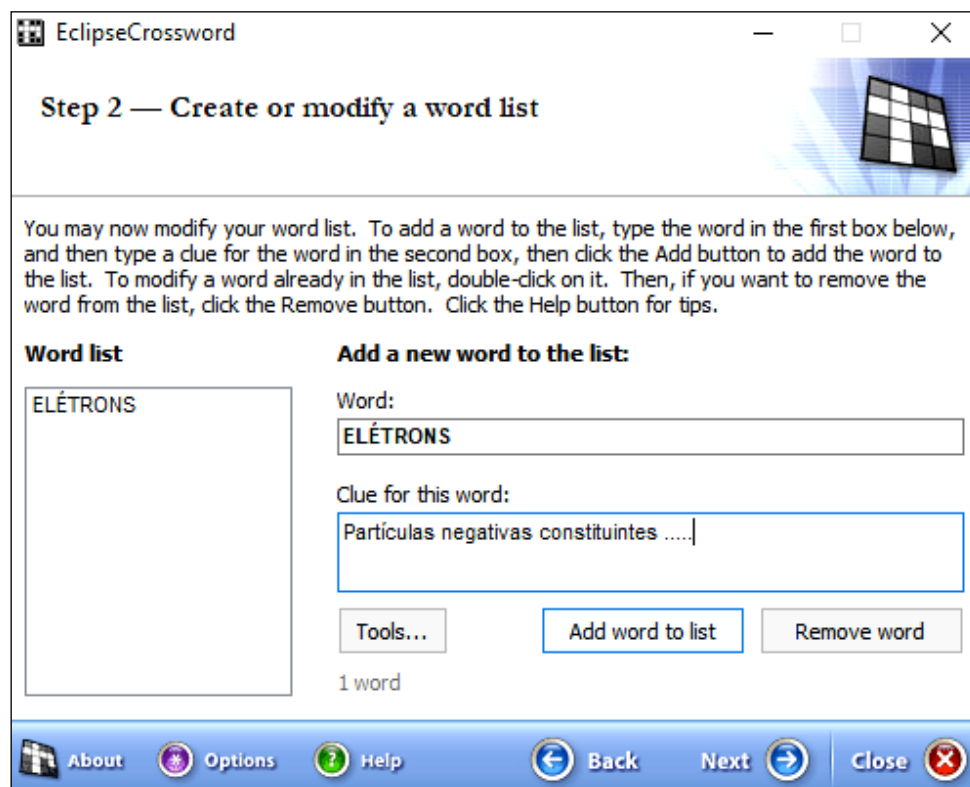 EclipseCrossword
Step 2 — Create or modify a word list
You may now modify your word list. To add a word to the list, type the word in the first box below,
and then type a clue for the word in the second box, then click the Add button to add the word to
the list. To modify a word already in the list, double-click on it. Then, if you want to remove the
word from the list, click the Remove button. Click the Help button for tips.
Word list
Add a new word to the list:
ELÉTRONS
Word:
ELÉTRONS
Clue for this word:
Partículas negativas constituintes .....
Tools...
Add word to list
Remove word
1 word
About
Options
Help
Back
Next
Close